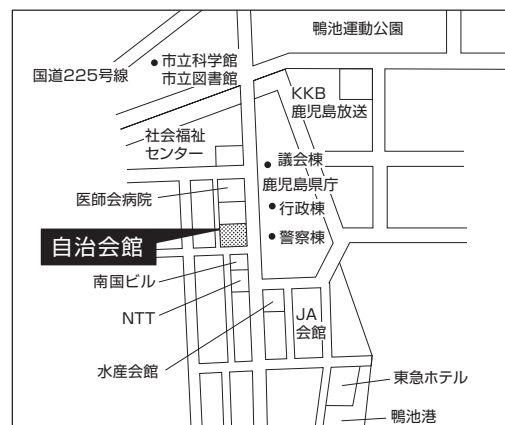 鴨池運動公園
国道225号線
市立科学館
市立図書館
KKB
鹿児島放送
社会福祉
センター
議会棟
鹿児島県庁
医師会病院
行政棟
自治会館
警察棟
南国ビル
NTT
JA
会館
水産会館
東急ホテル
鴨池港